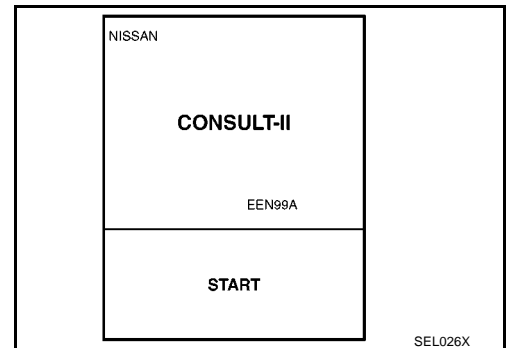 NISSAN
CONSULT-II
EEN99A
START
SEL026X